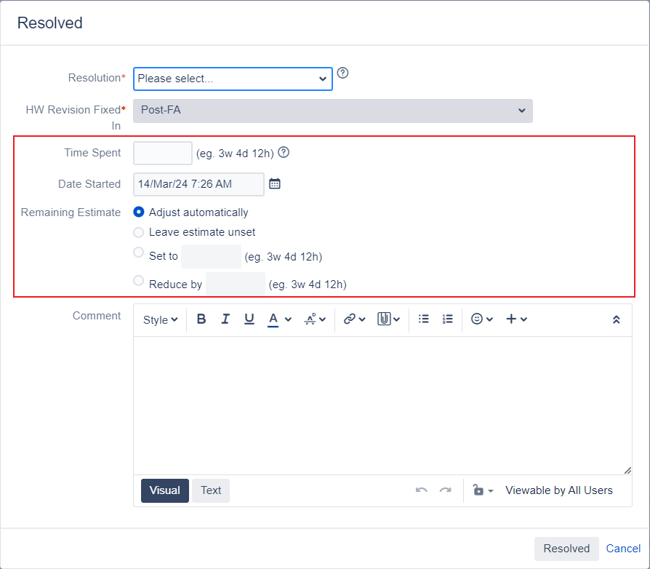 Resolved
Resolution* Please select...
HW Revision Fixed* Post-FA
In
Time Spent (eg. 3w 4d 12h)
Date Started 14/Mar/24 7:26 AM
Remaining Estimate Adjust automatically
Leave estimate unset
Set to (eg. 3w 4d 12h)
Reduce by (eg. 3w 4d 12h)
Comment Style B I U A
Visual Text Viewable by All Users
Resolved Cancel